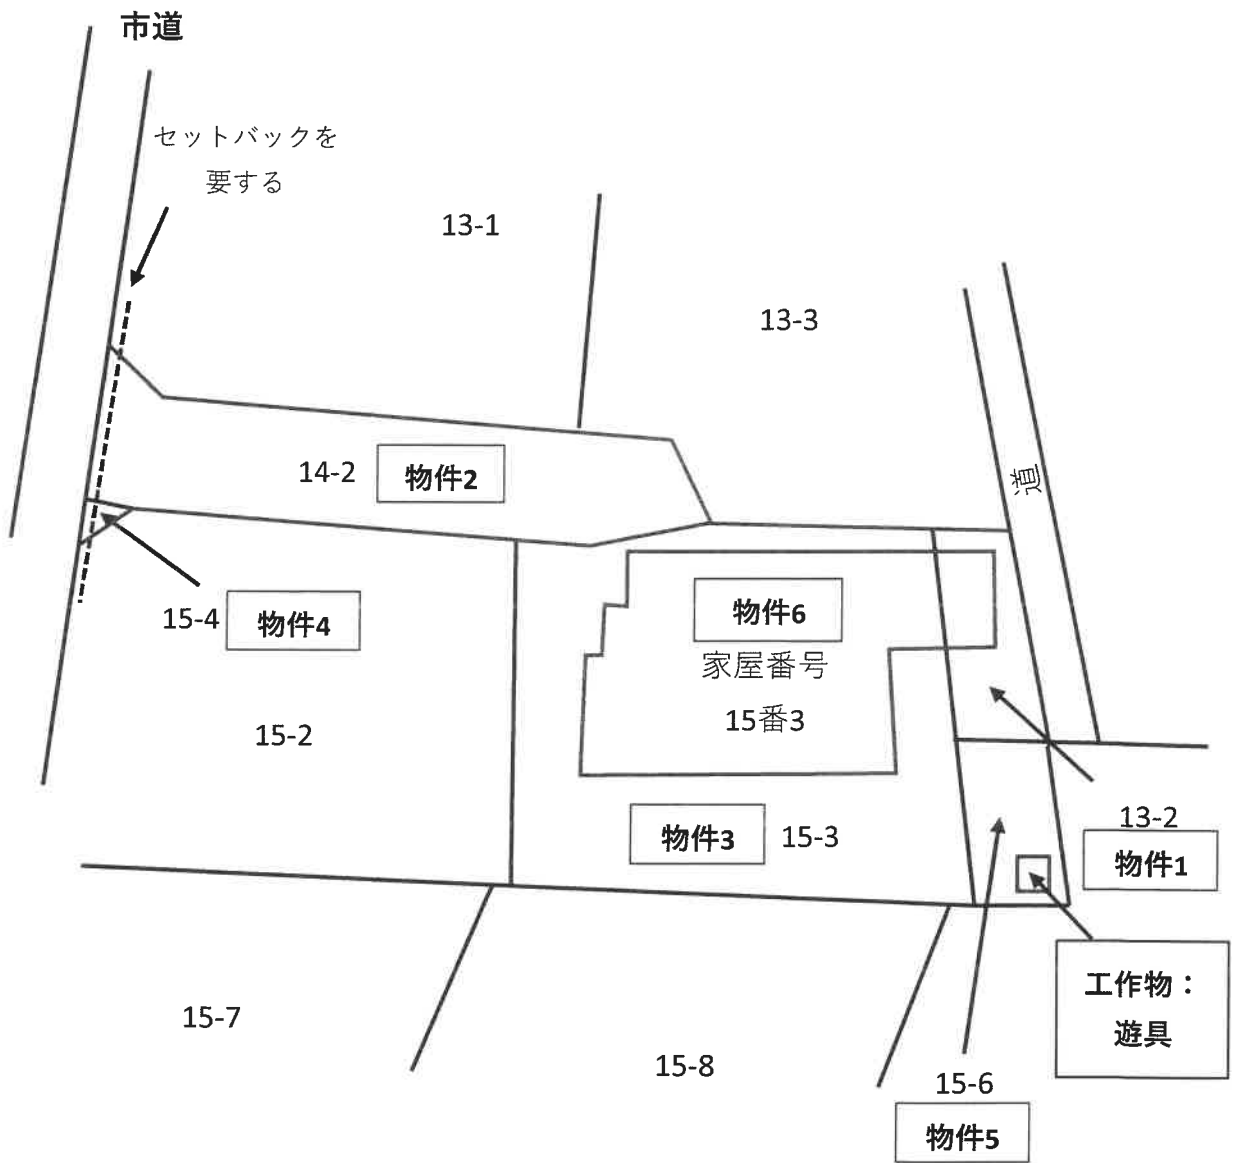 市道
セットバックを
要する
13-1
13-3
道
14-2
物件2
15-4
物件4
物件6
家屋番号
15番3
15-2
物件3
15-3
13-2
物件1
工作物：
遊具
15-7
15-8
15-6
物件5